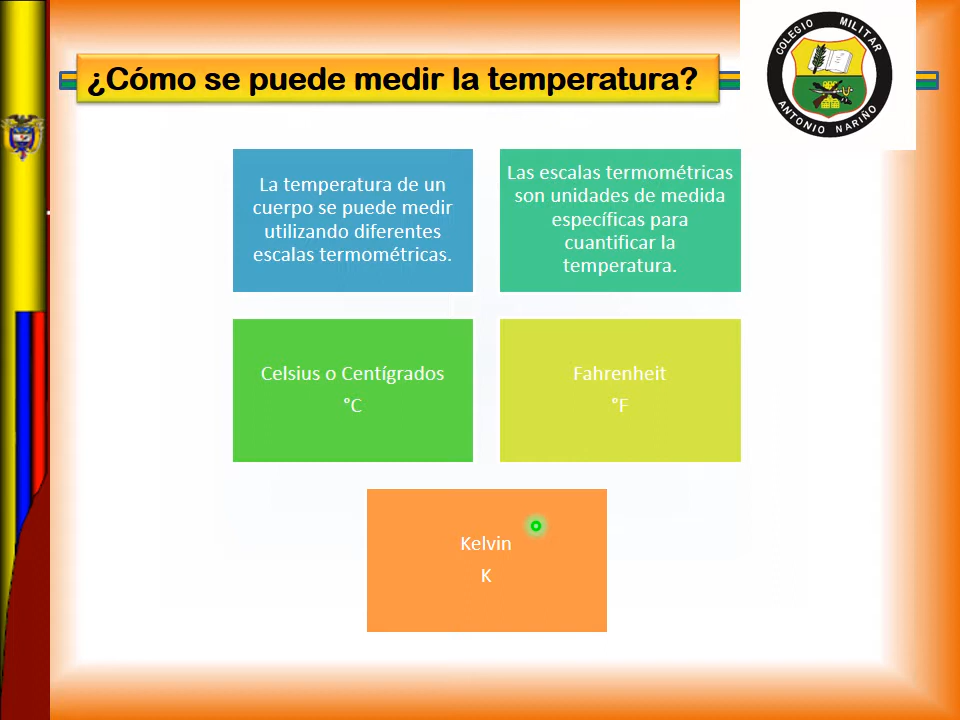 ¿Cómo se puede medir la temperatura?
COLEGIO MILITAR
ANTONIO NARIÑO
La temperatura de un
cuerpo se puede medir
utilizando diferentes
escalas termométricas.
Las escalas termométricas
son unidades de medida
específicas para
cuantificar la
temperatura.
Celsius o Centígrados
°C
Fahrenheit
°F
Kelvin
K